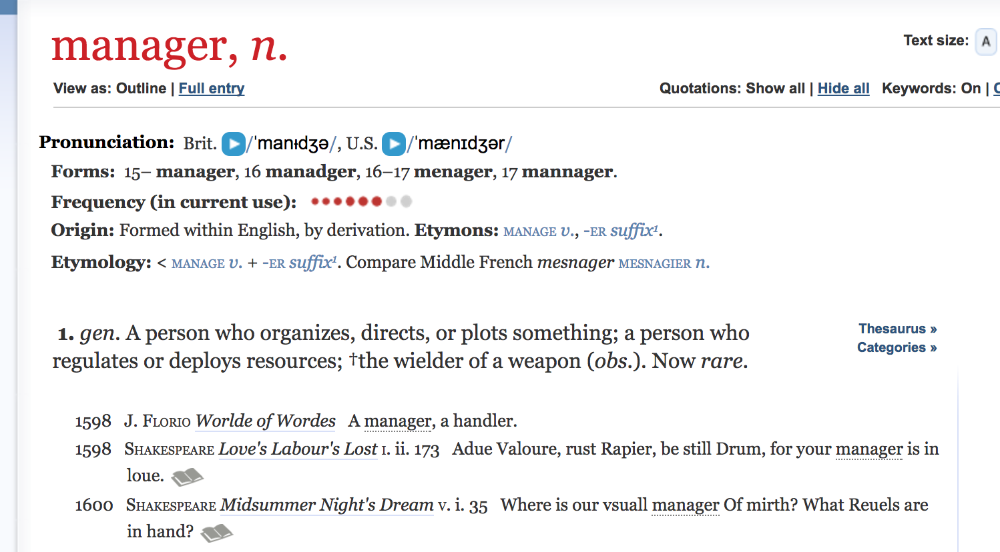 manager, n.
Text size: A
View as: Outline | Full entry
Quotations: Show all | Hide all Keywords: On |
Pronunciation: Brit. /ˈmanɪdʒə/, U.S. /ˈmænɪdʒər/
Forms: 15– manager, 16 manadger, 16–17 menager, 17 mannager.
Frequency (in current use):
Origin: Formed within English, by derivation. Etymons: MANAGE v., -ER suffix¹.
Etymology: < MANAGE v. + -ER suffix¹. Compare Middle French mesnager MESNAGIER n.
1. gen. A person who organizes, directs, or plots something; a person who
regulates or deploys resources; †the wielder of a weapon (obs.). Now rare.
Thesaurus »
Categories »
1598 J. FLORIO Worlde of Wordes A manager, a handler.
1598 SHAKESPEARE Love's Labour's Lost I. ii. 173 Adue Valoure, rust Rapier, be still Drum, for your manager is in
loue.
1600 SHAKESPEARE Midsummer Night's Dream V. i. 35 Where is our vsuall manager Of mirth? What Reuels are
in hand?